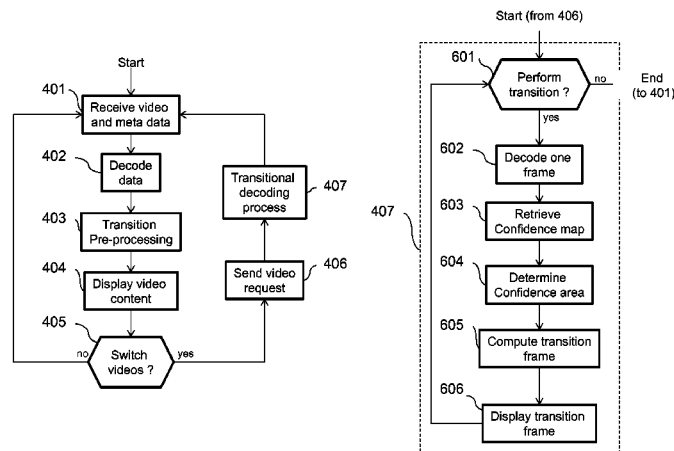 Start
401
Receive video
and meta data
402
Decode
data
403
Transition
Pre-processing
404
Display video
content
405
no
Switch
videos ?
yes
Transitional
decoding
process
407
Send video
request
406
Start (from 406)
601
Perform
transition ?
no
End
(to 401)
yes
602
Decode one
frame
603
Retrieve
Confidence map
407
604
Determine
Confidence area
605
Compute transition
frame
606
Display transition
frame